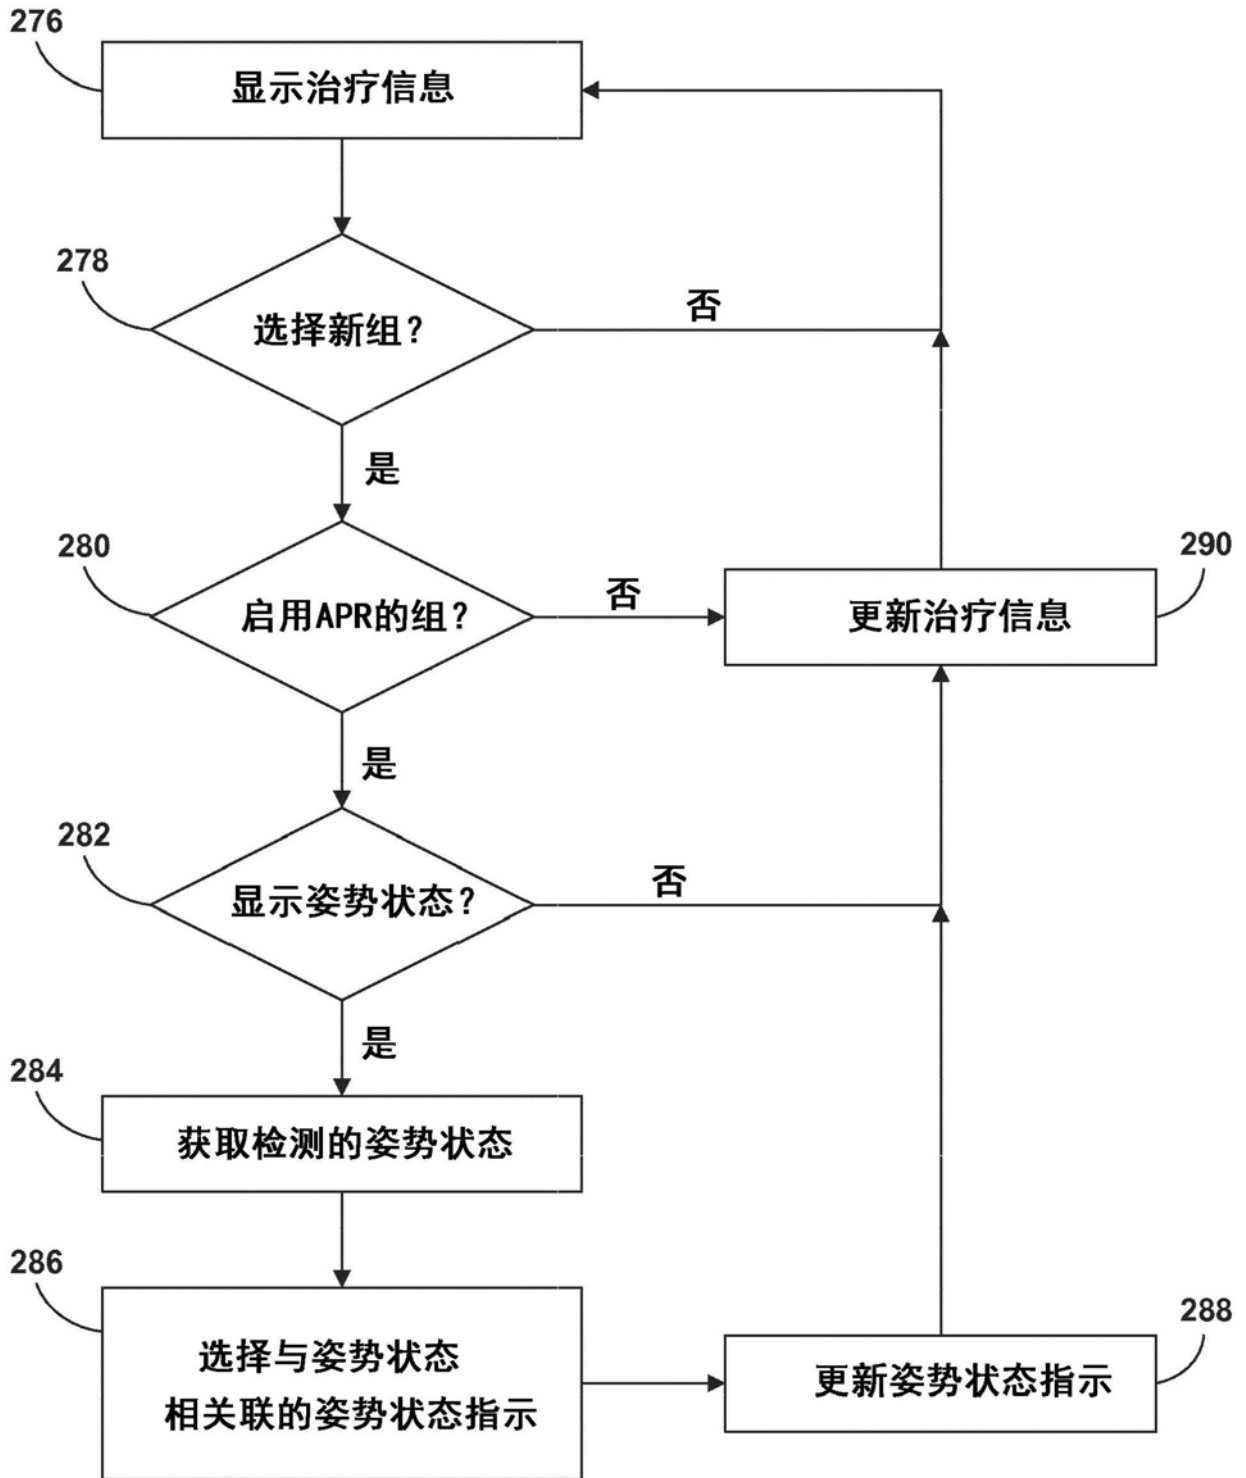 276
显示治疗信息
278
选择新组?
否
是
280
启用APR的组?
否
290
更新治疗信息
是
282
显示姿势状态?
否
是
284
获取检测的姿势状态
286
选择与姿势状态
相关联的姿势状态指示
288
更新姿势状态指示